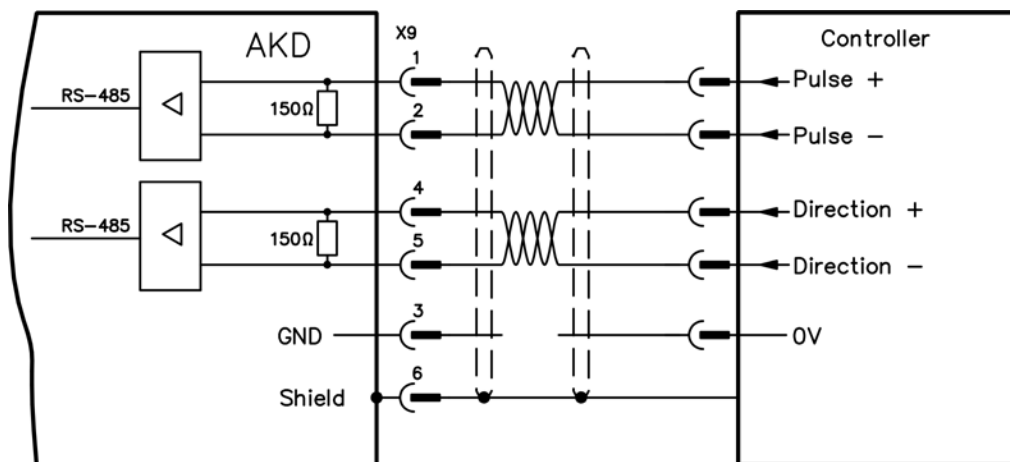 AKD
X9
Controller
1
Pulse +
RS-485
150Ω
2
Pulse -
4
Direction +
RS-485
150Ω
5
Direction -
3
GND
0V
6
Shield